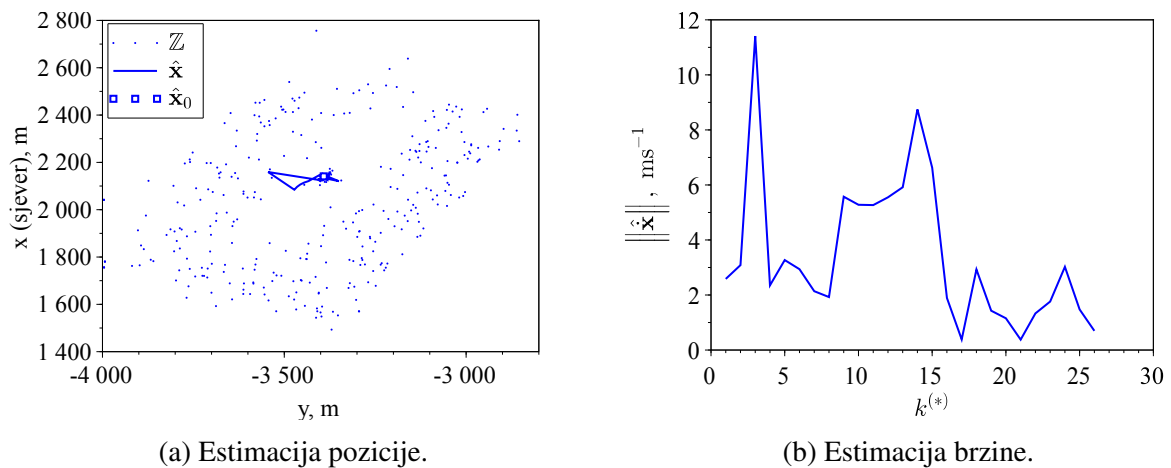 2 800
2 600
2 400
2 200
2 000
1 800
1 600
1 400
x (sjever), m
ℤ
x̂
x̂₀
-4 000
-3 500
-3 000
y, m
(a) Estimacija pozicije.
12
10
8
6
4
2
0
||x̂̇||, ms⁻¹
0
5
10
15
20
25
30
k⁽*⁾
(b) Estimacija brzine.